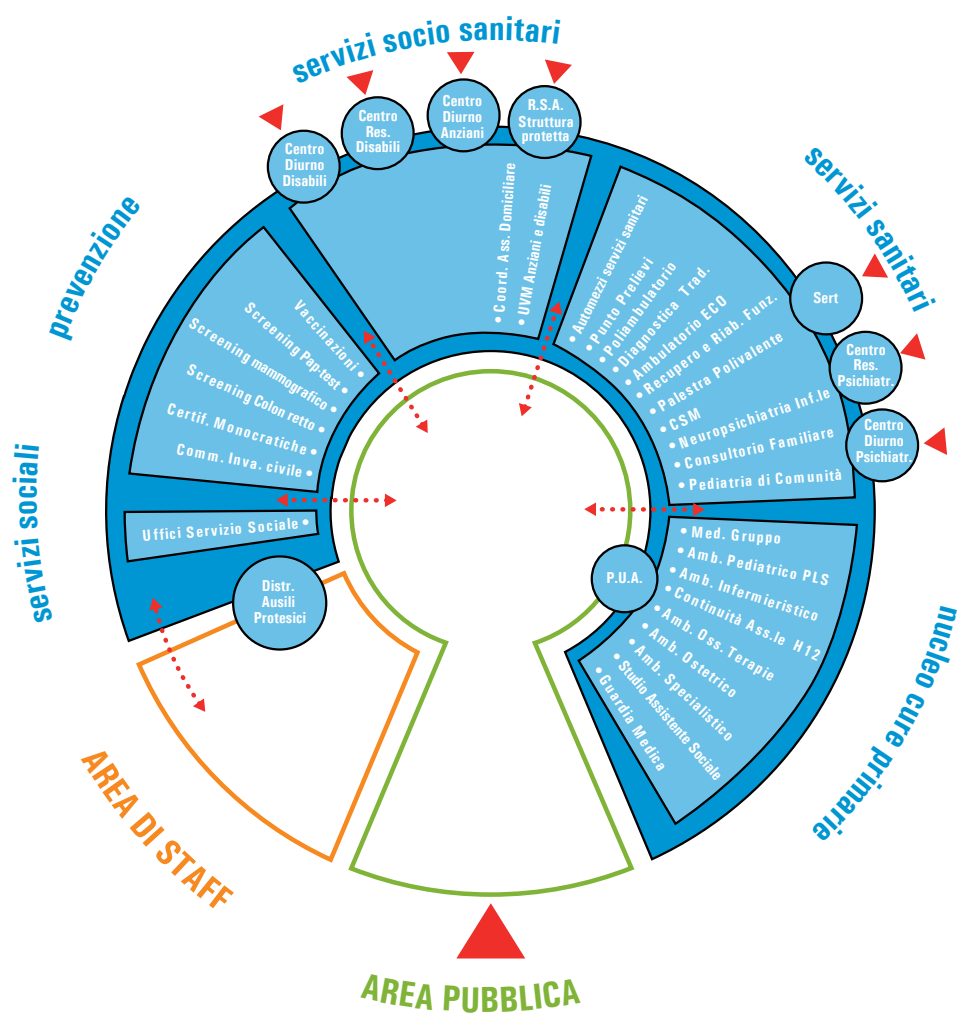 servizi socio sanitari
Centro
Diurno
Disabili
Centro
Res.
Disabili
Centro
Diurno
Anziani
R.S.A.
Struttura
protetta
• Coord. Ass. Domiciliare
• UVM Anziani e disabili
servizi sanitari
• Automezzi servizi sanitari
• Punto Prelievi
• Poliambulatorio
• Diagnostica Trad.
• Ambulatorio ECO
• Recupero e Riab. Funz.
• Palestra Polivalente
• CSM
• Neuropsichiatria Inf.le
• Consultorio Familiare
• Pediatria di Comunità
Sert
Centro
Res.
Psichiatr.
Centro
Diurno
Psichiatr.
prevenzione
Vaccinazioni •
Screening Pap-test •
Screening mammografico •
Screening Colon retto •
Certif. Monocratiche •
Comm. Inva. civile •
servizi sociali
Uffici Servizio Sociale •
Distr.
Ausili
Protesici
P.U.A.
nucleo cure primarie
• Med. Gruppo
• Amb. Pediatrico PLS
• Amb. Infermieristico
• Continuità Ass.le H12
• Amb. Oss. Terapie
• Amb. Ostetrico
• Amb. Specialistico
• Studio Assistente Sociale
• Guardia Medica
AREA DI STAFF
AREA PUBBLICA